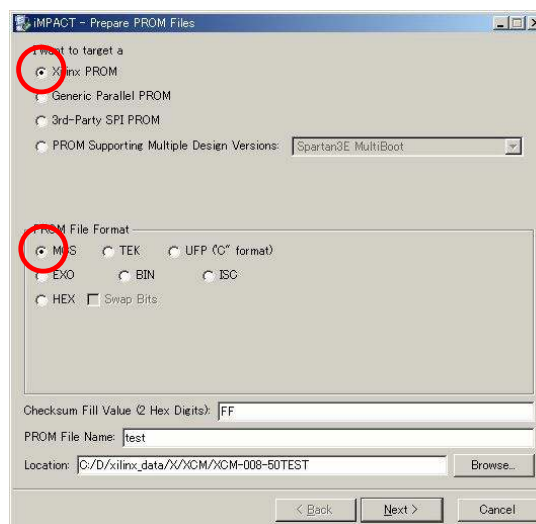 iMPACT - Prepare PROM Files
I want to target a
Xilinx PROM
Generic Parallel PROM
3rd-Party SPI PROM
PROM Supporting Multiple Design Versions: Spartan3E MultiBoot
PROM File Format
MCS TEK UFP ("C" format)
EXO BIN ISC
HEX Swap Bits
Checksum Fill Value (2 Hex Digits): FF
PROM File Name: test
Location: C:/D/xilinx_data/X/XCM/XCM-008-50TEST Browse...
< Back Next > Cancel